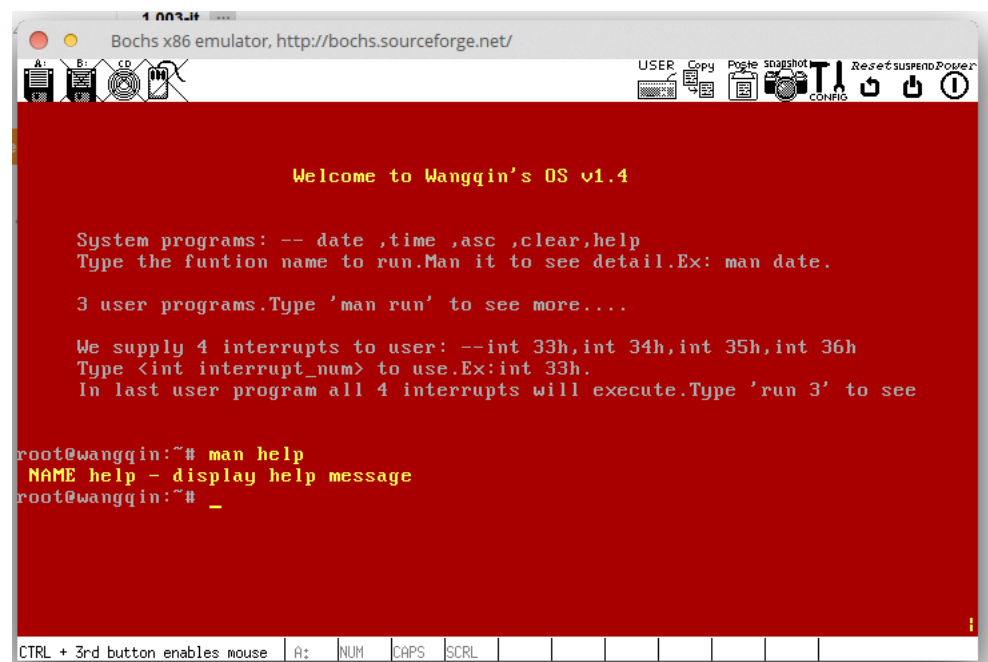 1.003-it ...
Bochs x86 emulator, http://bochs.sourceforge.net/
A: B: CD USER Copy Paste snapshot CONFIG Reset SUSPEND Power
Welcome to Wangqin's OS v1.4
System programs: -- date ,time ,asc ,clear,help
Type the funtion name to run.Man it to see detail.Ex: man date.
3 user programs.Type 'man run' to see more....
We supply 4 interrupts to user: --int 33h,int 34h,int 35h,int 36h
Type <int interrupt_num> to use.Ex:int 33h.
In last user program all 4 interrupts will execute.Type 'run 3' to see
root@wangqin:~# man help
NAME help - display help message
root@wangqin:~# _
CTRL + 3rd button enables mouse A: NUM CAPS SCRL